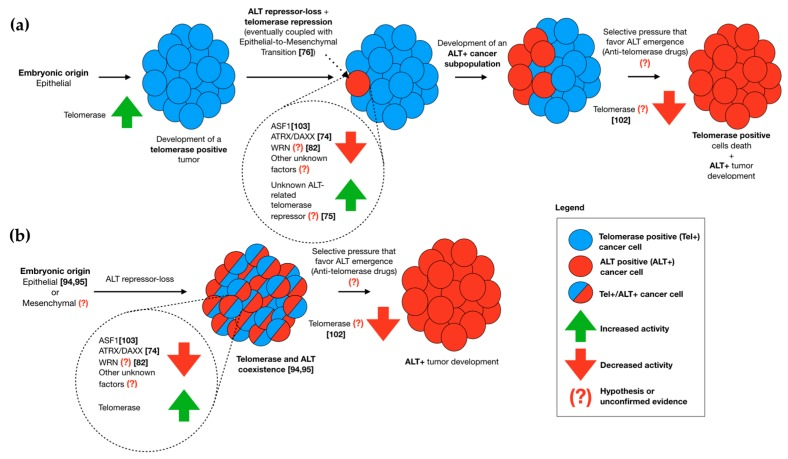 (a)
Embryonic origin
Epithelial
Telomerase
Development of a
telomerase positive
tumor
ALT repressor-loss +
telomerase repression
(eventually coupled with
Epithelial-to-Mesenchymal
Transition [76])
ASF1[103]
ATRX/DAXX [74]
WRN (?) [82]
Other unknown
factors (?)
Unknown ALT-
related
telomerase
repressor (?) [75]
Development of an
ALT+ cancer
subpopulation
Selective pressure that
favor ALT emergence
(Anti-telomerase drugs)
(?)
Telomerase (?)
[102]
Telomerase positive
cells death
+
ALT+ tumor
development
(b)
Embryonic origin
Epithelial [94,95]
or
Mesenchymal (?)
ALT repressor-loss
ASF1[103]
ATRX/DAXX [74]
WRN (?) [82]
Other unknown
factors (?)
Telomerase
Telomerase and ALT
coexistence [94,95]
Selective pressure that
favor ALT emergence
(Anti-telomerase drugs)
(?)
Telomerase (?)
[102]
ALT+ tumor development
Legend
Telomerase positive (Tel+)
cancer cell
ALT positive (ALT+)
cancer cell
Tel+/ALT+ cancer cell
Increased activity
Decreased activity
(?)
Hypothesis or
unconfirmed evidence